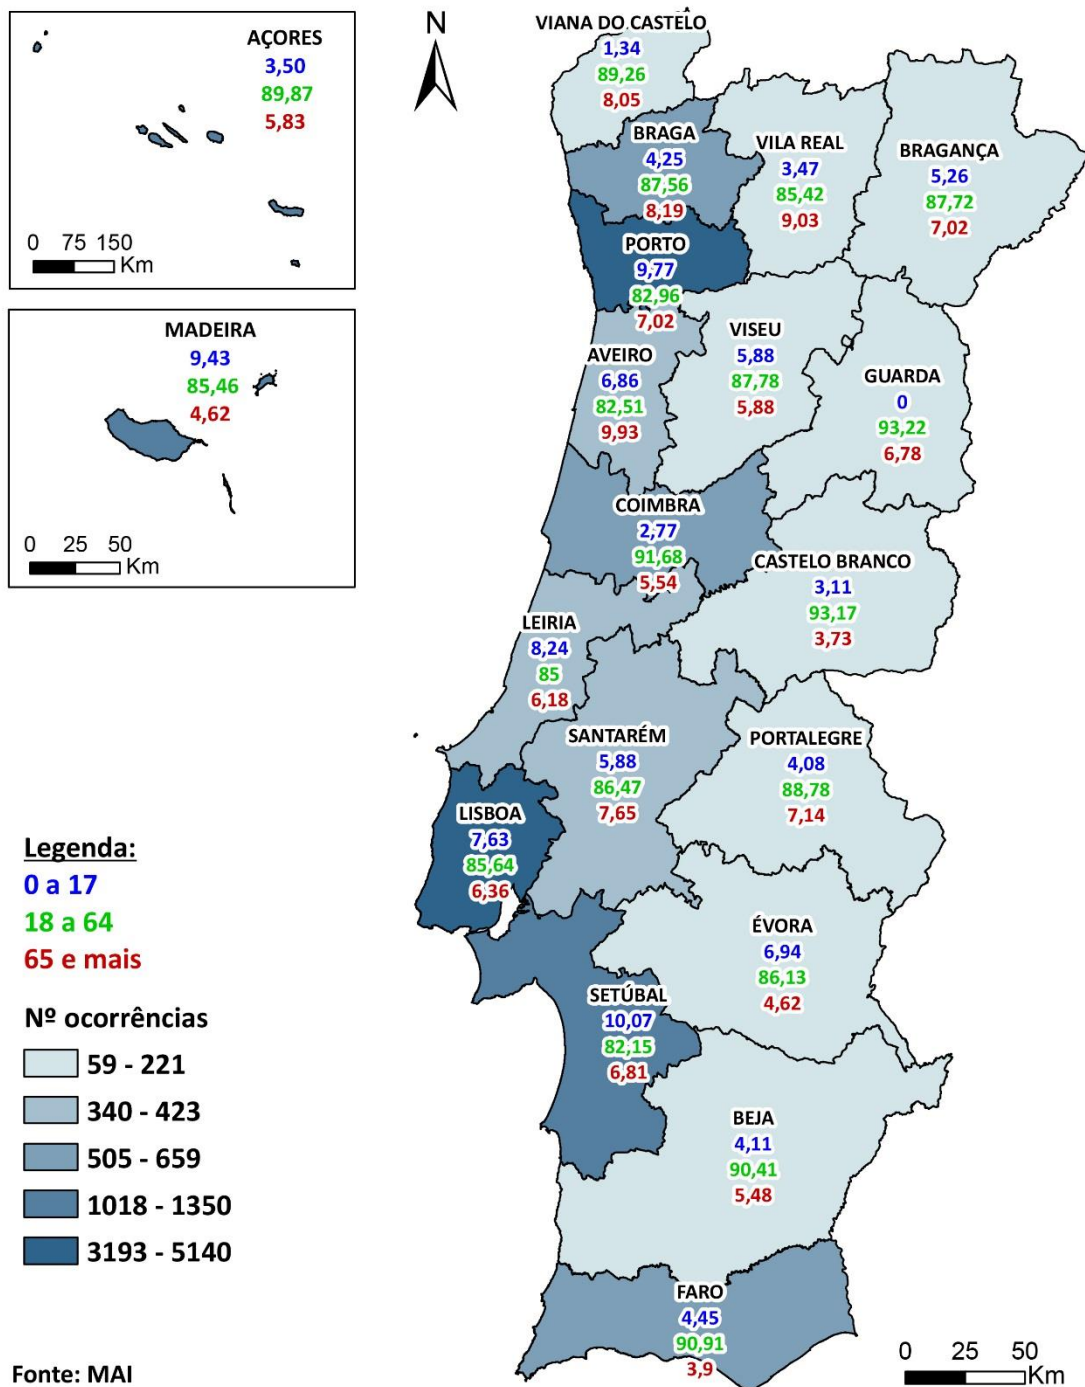 AÇORES
3,50
89,87
5,83
0 75 150
Km
MADEIRA
9,43
85,46
4,62
0 25 50
Km
N
VIANA DO CASTELO
1,34
89,26
8,05
BRAGA
4,25
87,56
8,19
VILA REAL
3,47
85,42
9,03
BRAGANÇA
5,26
87,72
7,02
PORTO
9,77
82,96
7,02
AVEIRO
6,86
82,51
9,93
VISEU
5,88
87,78
5,88
GUARDA
0
93,22
6,78
COIMBRA
2,77
91,68
5,54
CASTELO BRANCO
3,11
93,17
3,73
LEIRIA
8,24
85
6,18
SANTARÉM
5,88
86,47
7,65
PORTALEGRE
4,08
88,78
7,14
LISBOA
7,63
85,64
6,36
ÉVORA
6,94
86,13
4,62
SETÚBAL
10,07
82,15
6,81
BEJA
4,11
90,41
5,48
FARO
4,45
90,91
3,9
Legenda:
0 a 17
18 a 64
65 e mais
Nº ocorrências
59 - 221
340 - 423
505 - 659
1018 - 1350
3193 - 5140
Fonte: MAI
0 25 50
Km